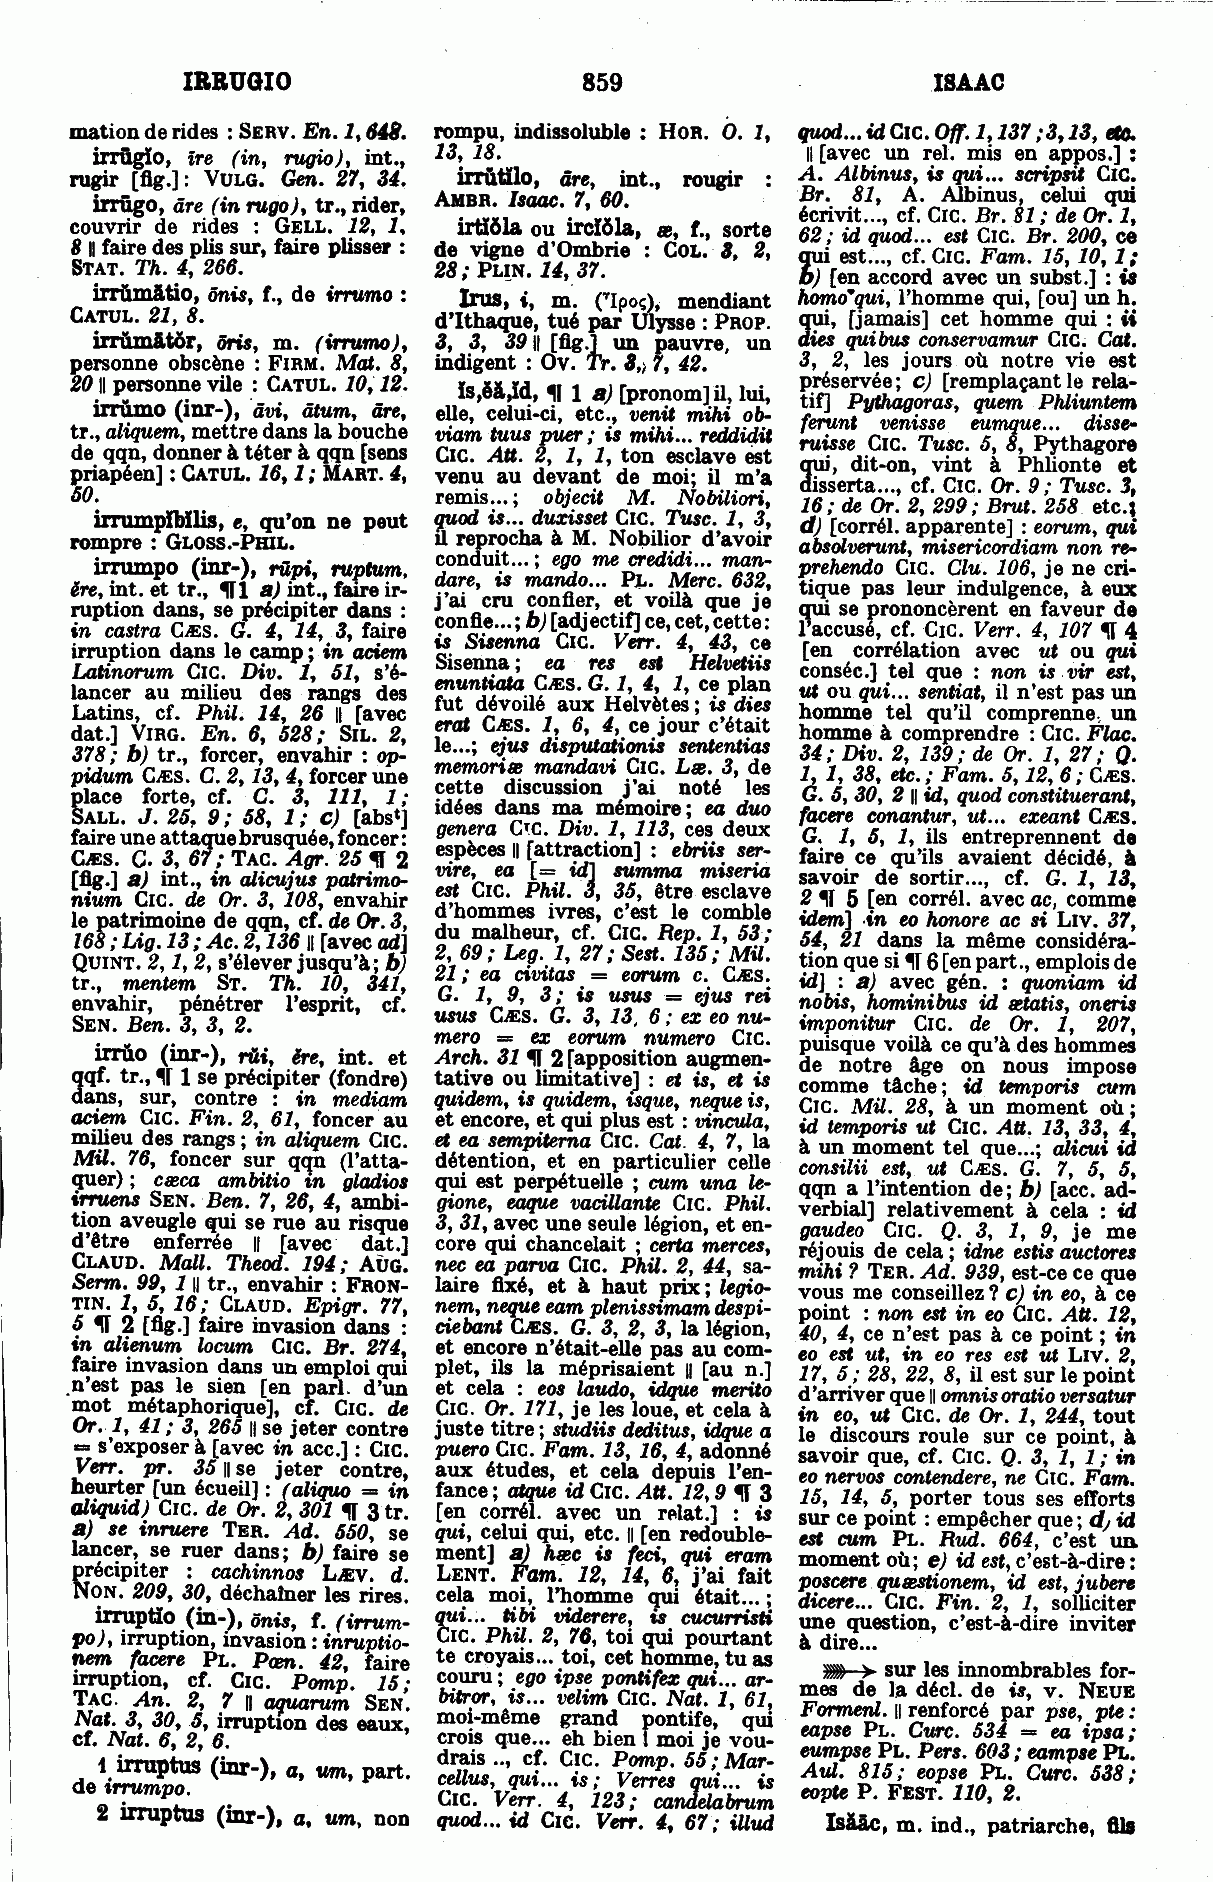 IRRUGIO
859
ISAAC
mation de rides : SERV. En. 1, 648.
irrŭgĭo, īre (in, rugio), int.,
rugir [fig.] : VULG. Gen. 27, 34.
irrūgo, āre (in rugo), tr., rider,
couvrir de rides : GELL. 12, 1,
8 || faire des plis sur, faire plisser :
STAT. Th. 4, 266.
irrŭmātio, ōnis, f., de irrumo :
CATUL. 21, 8.
irrŭmātŏr, ōris, m. (irrumo),
personne obscène : FIRM. Mat. 8,
20 || personne vile : CATUL. 10, 12.
irrŭmo (inr-), āvi, ātum, āre,
tr., aliquem, mettre dans la bouche
de qqn, donner à téter à qqn [sens
priapéen] : CATUL. 16, 1 ; MART. 4,
50.
irrumpĭbĭlis, e, qu'on ne peut
rompre : GLOSS.-PHIL.
irrumpo (inr-), rūpi, ruptum,
ĕre, int. et tr., ¶ 1 a) int., faire ir-
ruption dans, se précipiter dans :
in castra CÆS. G. 4, 14, 3, faire
irruption dans le camp ; in aciem
Latinorum CIC. Div. 1, 51, s'é-
lancer au milieu des rangs des
Latins, cf. Phil. 14, 26 || [avec
dat.] VIRG. En. 6, 528 ; SIL. 2,
378 ; b) tr., forcer, envahir : op-
pidum CÆS. C. 2, 13, 4, forcer une
place forte, cf. C. 3, 111, 1 ;
SALL. J. 25, 9 ; 58, 1 ; c) [abst]
faire une attaque brusquée, foncer :
CÆS. C. 3, 67 ; TAC. Agr. 25 ¶ 2
[fig.] a) int., in alicujus patrimo-
nium CIC. de Or. 3, 108, envahir
le patrimoine de qqn, cf. de Or. 3,
168 ; Lig. 13 ; Ac. 2, 136 || [avec ad]
QUINT. 2, 1, 2, s'élever jusqu'à ; b)
tr., mentem ST. Th. 10, 341,
envahir, pénétrer l'esprit, cf.
SEN. Ben. 3, 3, 2.
irrŭo (inr-), rŭi, ĕre, int. et
qqf. tr., ¶ 1 se précipiter (fondre)
dans, sur, contre : in mediam
aciem CIC. Fin. 2, 61, foncer au
milieu des rangs ; in aliquem CIC.
Mil. 76, foncer sur qqn (l'atta-
quer) ; cæca ambitio in gladios
irruens SEN. Ben. 7, 26, 4, ambi-
tion aveugle qui se rue au risque
d'être enferrée || [avec dat.]
CLAUD. Mall. Theod. 194 ; AUG.
Serm. 99, 1 || tr., envahir : FRON-
TIN. 1, 5, 16 ; CLAUD. Epigr. 77,
5 ¶ 2 [fig.] faire invasion dans :
in alienum locum CIC. Br. 274,
faire invasion dans un emploi qui
n'est pas le sien [en parl. d'un
mot métaphorique], cf. CIC. de
Or. 1, 41 ; 3, 265 || se jeter contre
= s'exposer à [avec in acc.] : CIC.
Verr. pr. 35 || se jeter contre,
heurter [un écueil] : (aliquo = in
aliquid) CIC. de Or. 2, 301 ¶ 3 tr.
a) se inruere TER. Ad. 550, se
lancer, se ruer dans ; b) faire se
précipiter : cachinnos LÆV. d.
NON. 209, 30, déchaîner les rires.
irruptĭo (in-), ōnis, f. (irrum-
po), irruption, invasion : inruptio-
nem facere PL. Pœn. 42, faire
irruption, cf. CIC. Pomp. 15 ;
TAC. An. 2, 7 || aquarum SEN.
Nat. 3, 30, 5, irruption des eaux,
cf. Nat. 6, 2, 6.
1 irruptus (inr-), a, um, part.
de irrumpo.
2 irruptus (inr-), a, um, non
rompu, indissoluble : HOR. O. 1,
13, 18.
irrŭtĭlo, āre, int., rougir :
AMBR. Isaac. 7, 60.
irtĭŏla ou ircĭŏla, æ, f., sorte
de vigne d'Ombrie : COL. 3, 2,
28 ; PLIN. 14, 37.
Irus, i, m. (Ἶρος), mendiant
d'Ithaque, tué par Ulysse : PROP.
3, 3, 39 || [fig.] un pauvre, un
indigent : OV. Tr. 3, 7, 42.
ĭs, ĕă, ĭd, ¶ 1 a) [pronom] il, lui,
elle, celui-ci, etc., venit mihi ob-
viam tuus puer ; is mihi... reddidit
CIC. Att. 2, 1, 1, ton esclave est
venu au devant de moi ; il m'a
remis... ; objecit M. Nobiliori,
quod is... duxisset CIC. Tusc. 1, 3,
il reprocha à M. Nobilior d'avoir
conduit... ; ego me credidi... man-
dare, is mando... PL. Merc. 632,
j'ai cru confier, et voilà que je
confie... ; b) [adjectif] ce, cet, cette :
is Sisenna CIC. Verr. 4, 43, ce
Sisenna ; ea res est Helvetiis
enuntiata CÆS. G. 1, 4, 1, ce plan
fut dévoilé aux Helvètes ; is dies
erat CÆS. 1, 6, 4, ce jour c'était
le... ; ejus disputationis sententias
memoriæ mandavi CIC. Læ. 3, de
cette discussion j'ai noté les
idées dans ma mémoire ; ea duo
genera CIC. Div. 1, 113, ces deux
espèces || [attraction] : ebriis ser-
vire, ea [= id] summa miseria
est CIC. Phil. 3, 35, être esclave
d'hommes ivres, c'est le comble
du malheur, cf. CIC. Rep. 1, 53 ;
2, 69 ; Leg. 1, 27 ; Sest. 135 ; Mil.
21 ; ea civitas = eorum c. CÆS.
G. 1, 9, 3 ; is usus = ejus rei
usus CÆS. G. 3, 13, 6 ; ex eo nu-
mero = ex eorum numero CIC.
Arch. 31 ¶ 2 [apposition augmen-
tative ou limitative] : et is, et is
quidem, is quidem, isque, neque is,
et encore, et qui plus est : vincula,
et ea sempiterna CIC. Cat. 4, 7, la
détention, et en particulier celle
qui est perpétuelle ; cum una le-
gione, eaque vacillante CIC. Phil.
3, 31, avec une seule légion, et en-
core qui chancelait ; certa merces,
nec ea parva CIC. Phil. 2, 44, sa-
laire fixé, et à haut prix ; legio-
nem, neque eam plenissimam despi-
ciebant CÆS. G. 3, 2, 3, la légion,
et encore n'était-elle pas au com-
plet, ils la méprisaient || [au n.]
et cela : eos laudo, idque merito
CIC. Or. 171, je les loue, et cela à
juste titre ; studiis deditus, idque a
puero CIC. Fam. 13, 16, 4, adonné
aux études, et cela depuis l'en-
fance ; atque id CIC. Att. 12, 9 ¶ 3
[en corrél. avec un relat.] : is
qui, celui qui, etc. || [en redouble-
ment] a) hæc is feci, qui eram
LENT. Fam. 12, 14, 6, j'ai fait
cela moi, l'homme qui était... ;
qui... tibi viderere, is cucurristi
CIC. Phil. 2, 76, toi qui pourtant
te croyais... toi, cet homme, tu as
couru ; ego ipse pontifex qui... ar-
bitror, is... velim CIC. Nat. 1, 61,
moi-même grand pontife, qui
crois que... eh bien ! moi je vou-
drais .., cf. CIC. Pomp. 55 ; Mar-
cellus, qui... is ; Verres qui... is
CIC. Verr. 4, 123 ; candelabrum
quod... id CIC. Verr. 4, 67 ; illud
quod... id CIC. Off. 1, 137 ; 3, 13, etc.
|| [avec un rel. mis en appos.] :
A. Albinus, is qui... scripsit CIC.
Br. 81, A. Albinus, celui qui
écrivit..., cf. CIC. Br. 81 ; de Or. 1,
62 ; id quod... est CIC. Br. 200, ce
qui est..., cf. CIC. Fam. 15, 10, 1 ;
b) [en accord avec un subst.] : is
homo qui, l'homme qui, [ou] un h.
qui, [jamais] cet homme qui : ii
dies quibus conservamur CIC. Cat.
3, 2, les jours où notre vie est
préservée ; c) [remplaçant le rela-
tif] Pythagoras, quem Phliuntem
ferunt venisse eumque... disse-
ruisse CIC. Tusc. 5, 8, Pythagore
qui, dit-on, vint à Phlionte et
disserta..., cf. CIC. Or. 9 ; Tusc. 3,
16 ; de Or. 2, 299 ; Brut. 258 etc.;
d) [corrél. apparente] : eorum, qui
absolverunt, misericordiam non re-
prehendo CIC. Clu. 106, je ne cri-
tique pas leur indulgence, à eux
qui se prononcèrent en faveur de
l'accusé, cf. CIC. Verr. 4, 107 ¶ 4
[en corrélation avec ut ou qui
conséc.] tel que : non is vir est,
ut ou qui... sentiat, il n'est pas un
homme tel qu'il comprenne, un
homme à comprendre : CIC. Flac.
34 ; Div. 2, 139 ; de Or. 1, 27 ; Q.
1, 1, 38, etc. ; Fam. 5, 12, 6 ; CÆS.
G. 5, 30, 2 || id, quod constituerant,
facere conantur, ut... exeant CÆS.
G. 1, 5, 1, ils entreprennent de
faire ce qu'ils avaient décidé, à
savoir de sortir..., cf. G. 1, 13,
2 ¶ 5 [en corrél. avec ac, comme
idem] in eo honore ac si LIV. 37,
54, 21 dans la même considéra-
tion que si ¶ 6 [en part., emplois de
id] : a) avec gén. : quoniam id
nobis, hominibus id ætatis, oneris
imponitur CIC. de Or. 1, 207,
puisque voilà ce qu'à des hommes
de notre âge on nous impose
comme tâche ; id temporis cum
CIC. Mil. 28, à un moment où ;
id temporis ut CIC. Att. 13, 33, 4,
à un moment tel que...; alicui id
consilii est, ut CÆS. G. 7, 5, 5,
qqn a l'intention de ; b) [acc. ad-
verbial] relativement à cela : id
gaudeo CIC. Q. 3, 1, 9, je me
réjouis de cela ; idne estis auctores
mihi ? TER. Ad. 939, est-ce ce que
vous me conseillez ? c) in eo, à ce
point : non est in eo CIC. Att. 12,
40, 4, ce n'est pas à ce point ; in
eo est ut, in eo res est ut LIV. 2,
17, 5 ; 28, 22, 8, il est sur le point
d'arriver que || omnis oratio versatur
in eo, ut CIC. de Or. 1, 244, tout
le discours roule sur ce point, à
savoir que, cf. CIC. Q. 3, 1, 1 ; in
eo nervos contendere, ne CIC. Fam.
15, 14, 5, porter tous ses efforts
sur ce point : empêcher que ; d) id
est cum PL. Rud. 664, c'est un
moment où ; e) id est, c'est-à-dire :
poscere quæstionem, id est, jubere
dicere... CIC. Fin. 2, 1, solliciter
une question, c'est-à-dire inviter
à dire...
⟶ sur les innombrables for-
mes de la décl. de is, v. NEUE
Formenl. || renforcé par pse, pte :
eapse PL. Curc. 534 = ea ipsa ;
eumpse PL. Pers. 603 ; eampse PL.
Aul. 815 ; eopse PL. Curc. 538 ;
eopte P. FEST. 110, 2.
Isăāc, m. ind., patriarche, fils